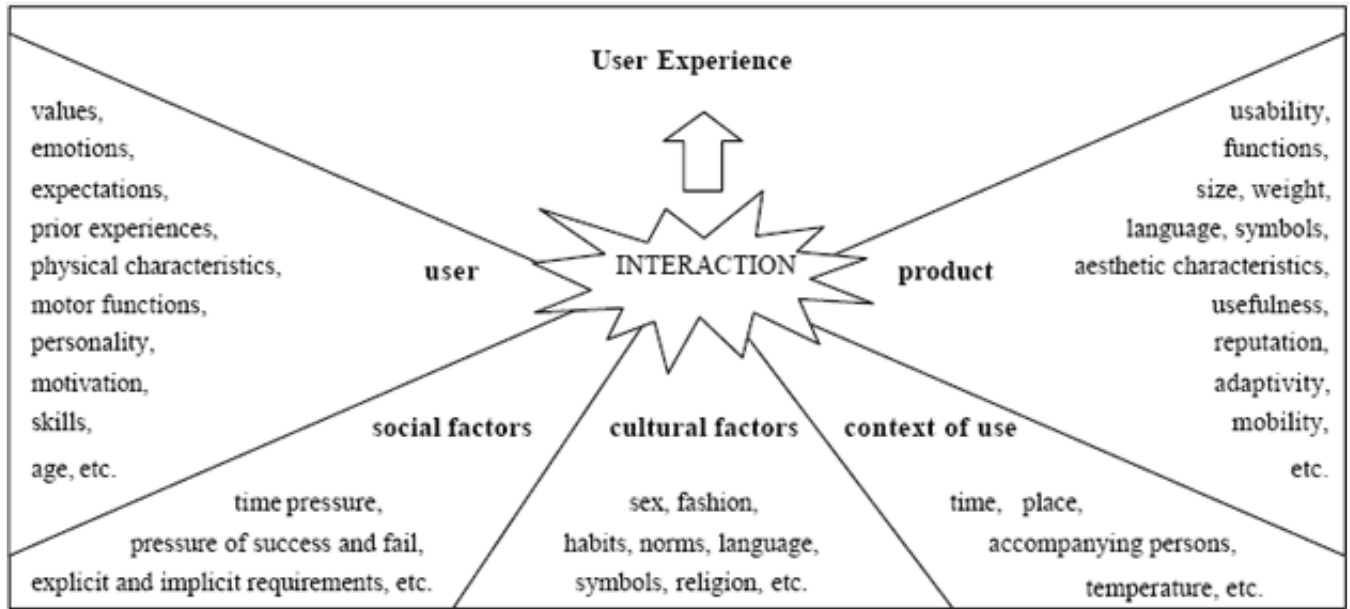 User Experience
values,
emotions,
expectations,
prior experiences,
physical characteristics,
motor functions,
personality,
motivation,
skills,
age, etc.
user
INTERACTION
product
usability,
functions,
size, weight,
language, symbols,
aesthetic characteristics,
usefulness,
reputation,
adaptivity,
mobility,
etc.
social factors
time pressure,
pressure of success and fail,
explicit and implicit requirements, etc.
cultural factors
sex, fashion,
habits, norms, language,
symbols, religion, etc.
context of use
time, place,
accompanying persons,
temperature, etc.